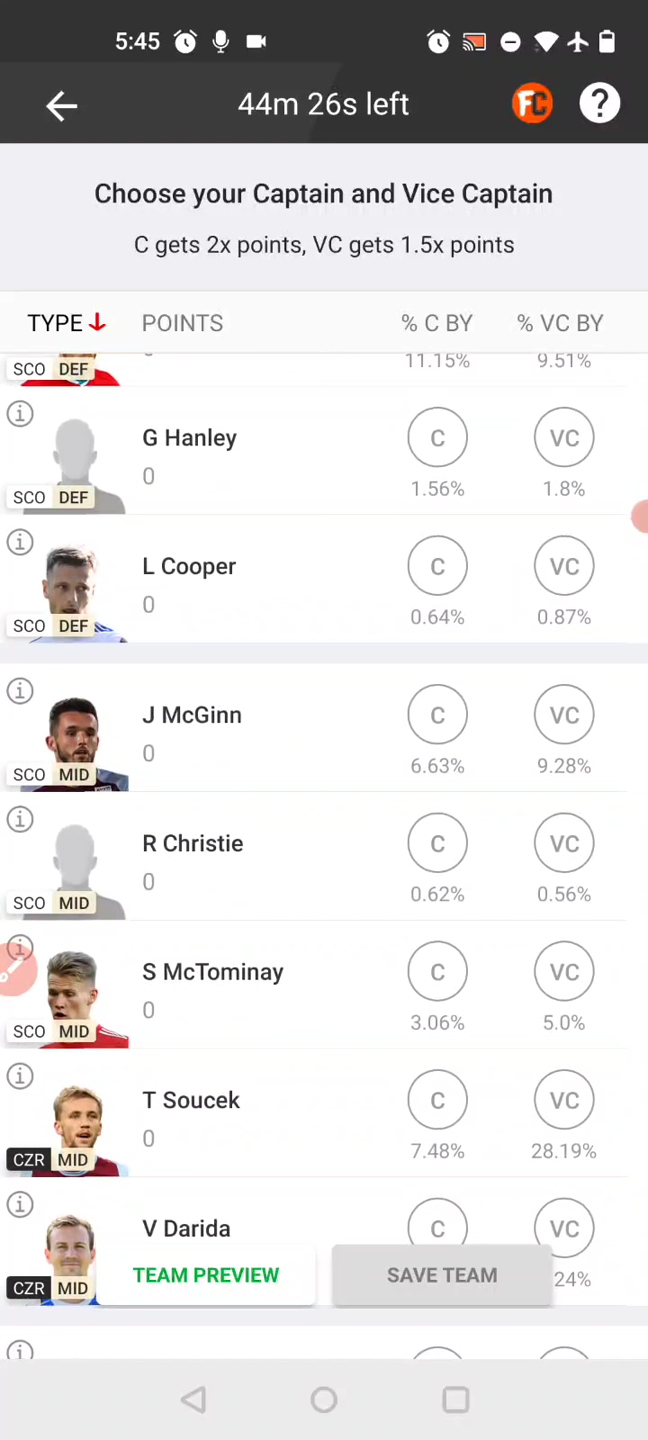 5:45
44m 26s left
FC
?
Choose your Captain and Vice Captain
C gets 2x points, VC gets 1.5x points
TYPE POINTS % C BY % VC BY
SCO DEF 11.15% 9.51%
i
G Hanley
C VC
0
SCO DEF 1.56% 1.8%
i
L Cooper
C VC
0
SCO DEF 0.64% 0.87%
i
J McGinn
C VC
0
SCO MID 6.63% 9.28%
i
R Christie
C VC
0
SCO MID 0.62% 0.56%
i
S McTominay
C VC
0
SCO MID 3.06% 5.0%
i
T Soucek
C VC
0
CZR MID 7.48% 28.19%
i
V Darida
C VC
CZR MID TEAM PREVIEW SAVE TEAM 24%
i